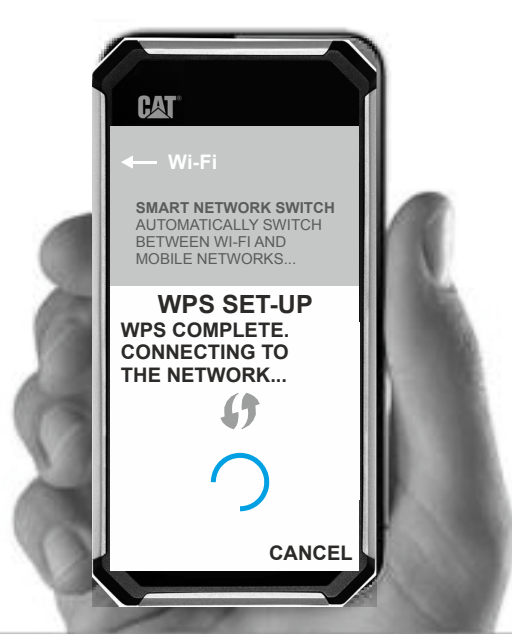 CAT
Wi-Fi
SMART NETWORK SWITCH
AUTOMATICALLY SWITCH
BETWEEN WI-FI AND
MOBILE NETWORKS...
WPS SET-UP
WPS COMPLETE.
CONNECTING TO
THE NETWORK...
CANCEL